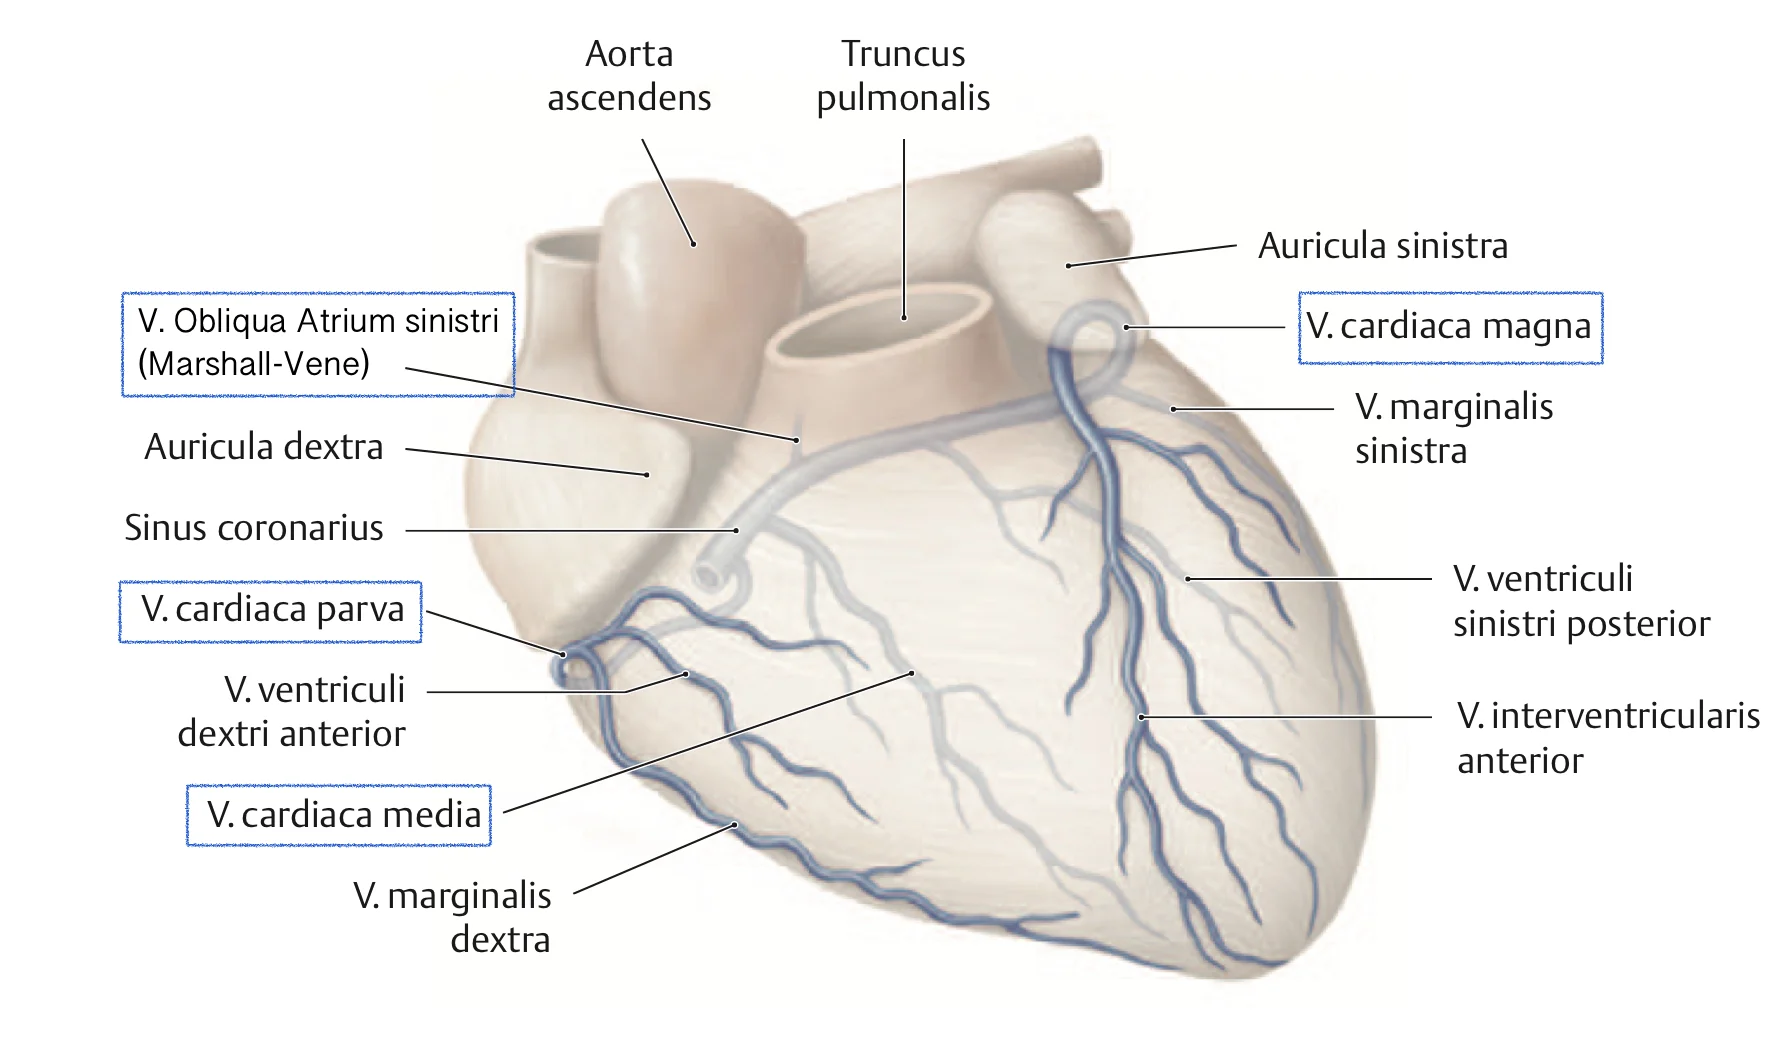 Aorta
ascendens
Truncus
pulmonalis
V. Obliqua Atrium sinistri
(Marshall-Vene)
Auricula dextra
Sinus coronarius
V. cardiaca parva
V. ventriculi
dextri anterior
V. cardiaca media
V. marginalis
dextra
Auricula sinistra
V. cardiaca magna
V. marginalis
sinistra
V. ventriculi
sinistri posterior
V. interventricularis
anterior